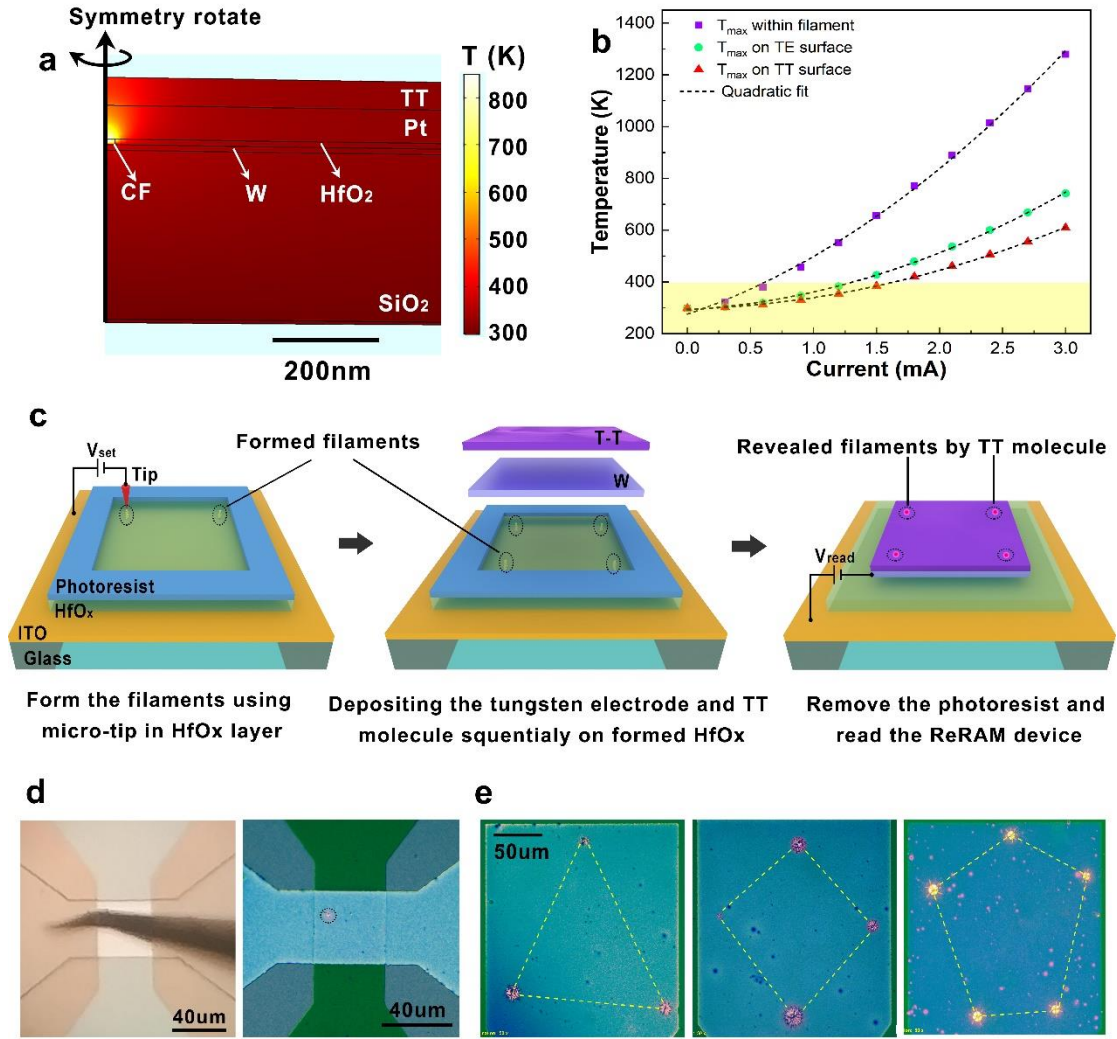 Symmetry rotate
a
T (K)
TT
Pt
CF
W
HfO₂
SiO₂
800
700
600
500
400
300
200nm
b
Tmax within filament
Tmax on TE surface
Tmax on TT surface
Quadratic fit
Temperature (K)
1400
1200
1000
800
600
400
200
0.0
0.5
1.0
1.5
2.0
2.5
3.0
Current (mA)
c
Vset
Tip
Formed filaments
Photoresist
HfOx
ITO
Glass
T-T
W
Revealed filaments by TT molecule
Vread
Form the filaments using
micro-tip in HfOx layer
Depositing the tungsten electrode and TT
molecule squentialy on formed HfOx
Remove the photoresist and
read the ReRAM device
d
40um
40um
e
50um